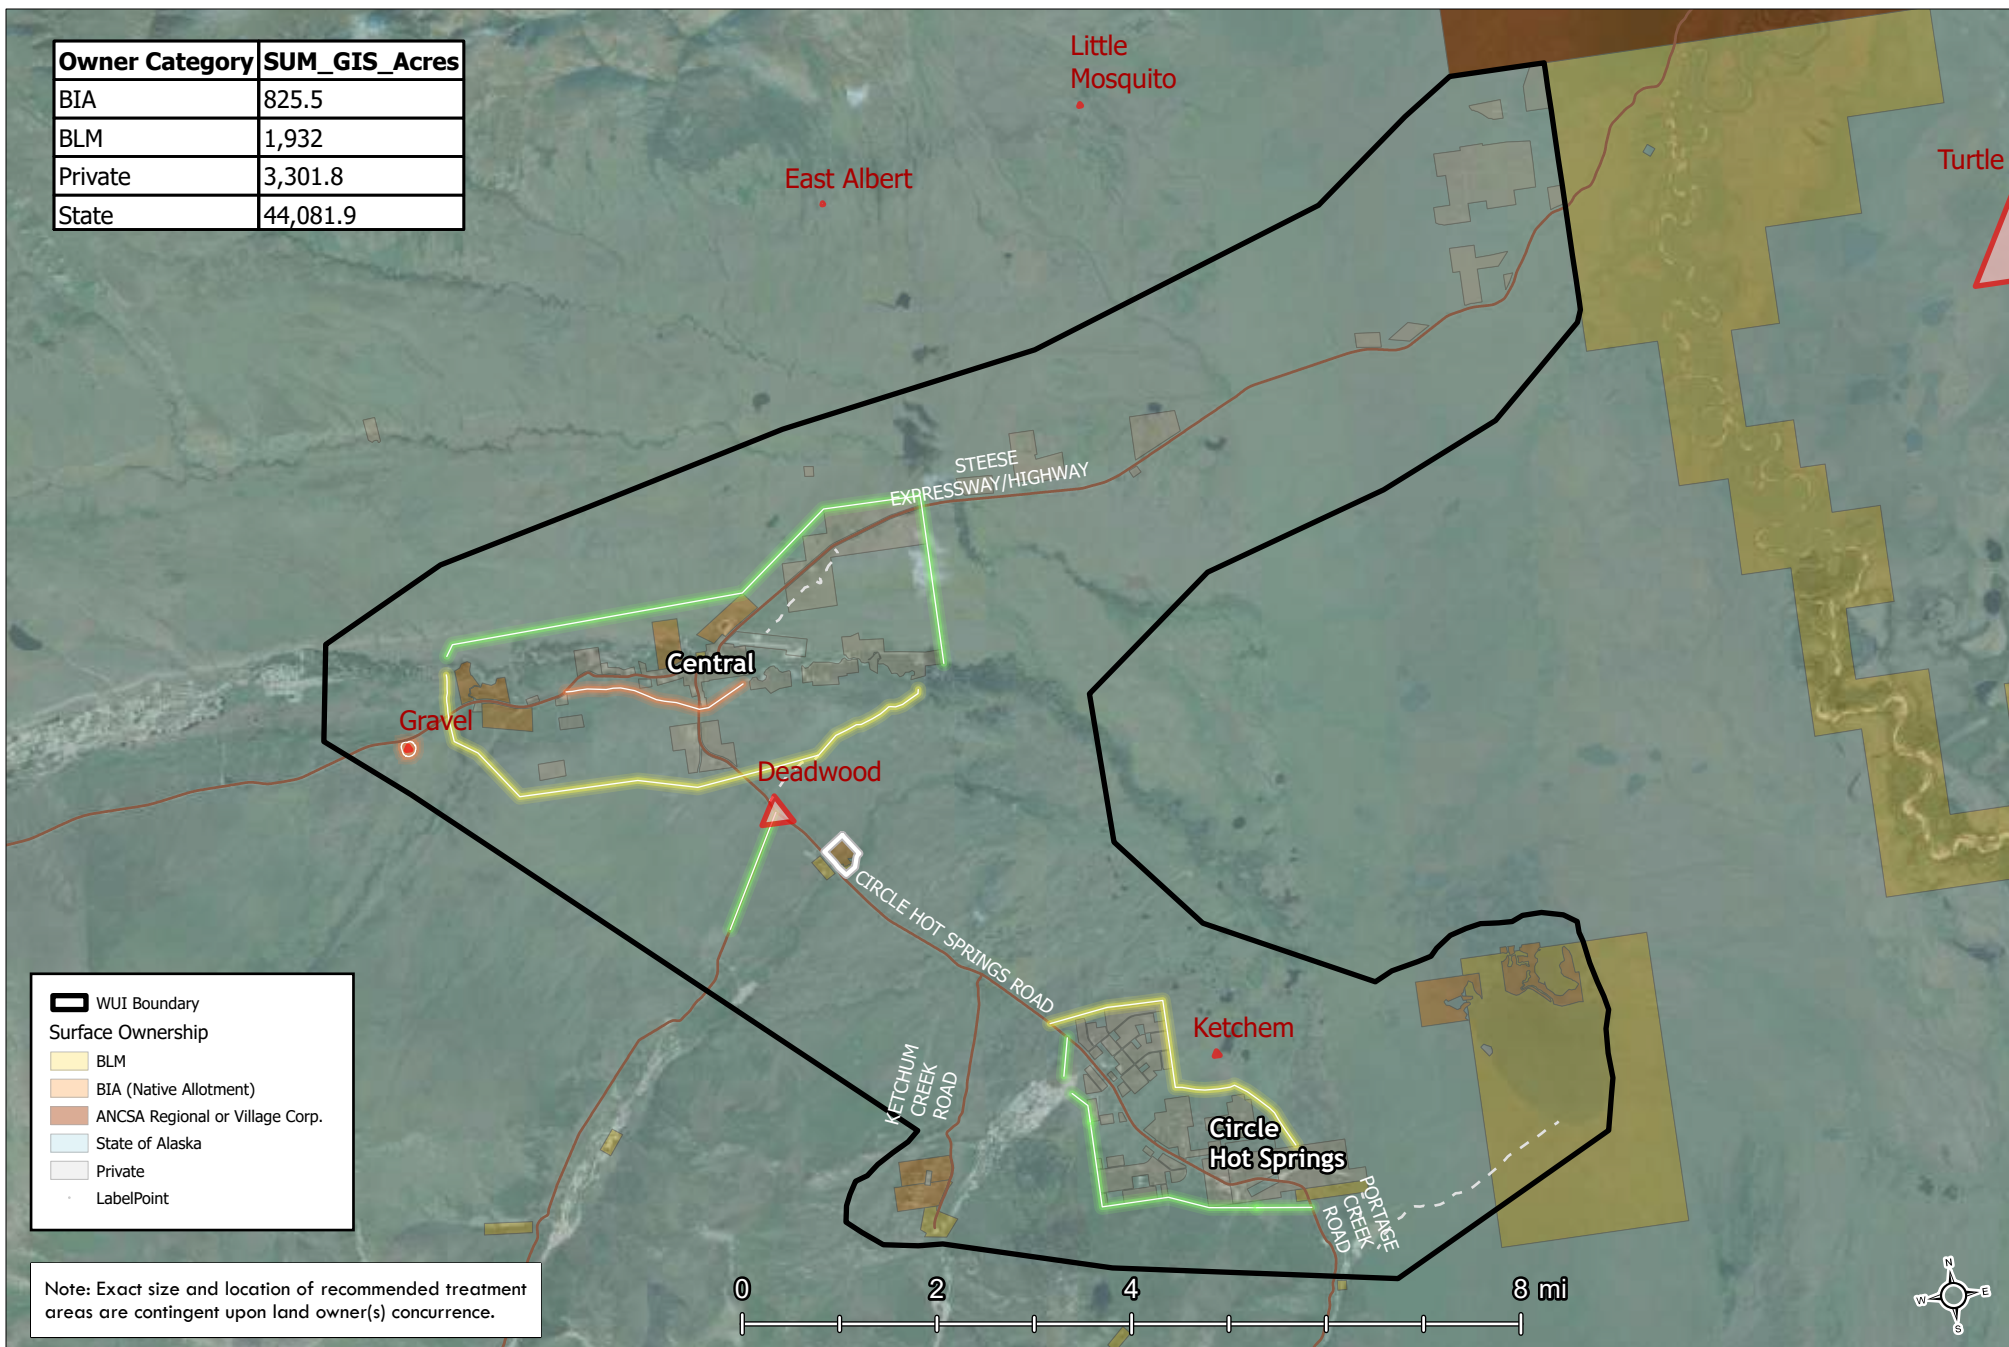 Owner Category SUM_GIS_Acres
BIA 825.5
BLM 1,932
Private 3,301.8
State 44,081.9
Little
Mosquito
East Albert
Turtle
STEESE
EXPRESSWAY/HIGHWAY
Central
Gravel
Deadwood
CIRCLE HOT SPRINGS ROAD
Ketchem
KETCHUM
CREEK
ROAD
Circle
Hot Springs
PORTAGE
CREEK
ROAD
WUI Boundary
Surface Ownership
BLM
BIA (Native Allotment)
ANCSA Regional or Village Corp.
State of Alaska
Private
LabelPoint
Note: Exact size and location of recommended treatment
areas are contingent upon land owner(s) concurrence.
0 2 4 8 mi
N
W E
S